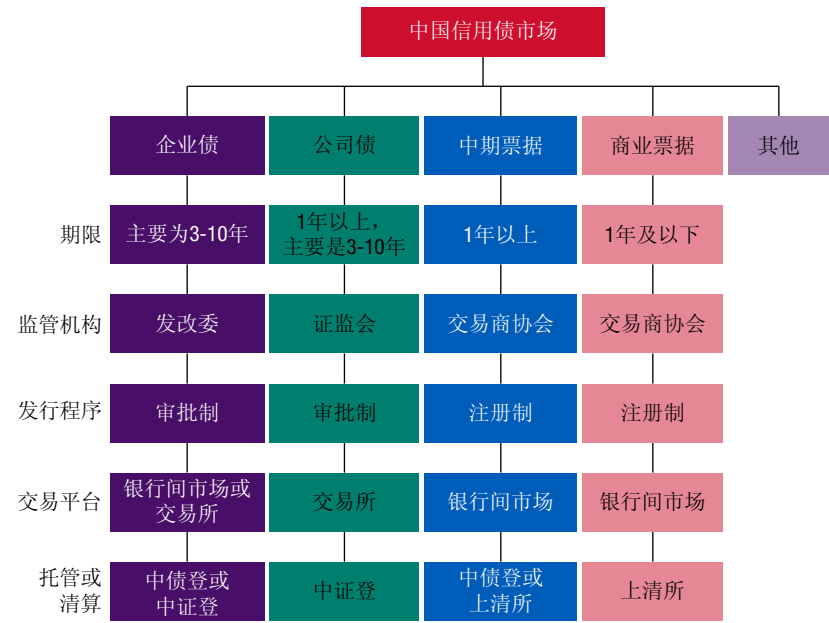 中国信用债市场
企业债
公司债
中期票据
商业票据
其他
期限
主要为3-10年
1年以上，
主要是3-10年
1年以上
1年及以下
监管机构
发改委
证监会
交易商协会
交易商协会
发行程序
审批制
审批制
注册制
注册制
交易平台
银行间市场或
交易所
交易所
银行间市场
银行间市场
托管或
清算
中债登或
中证登
中证登
中债登或
上清所
上清所